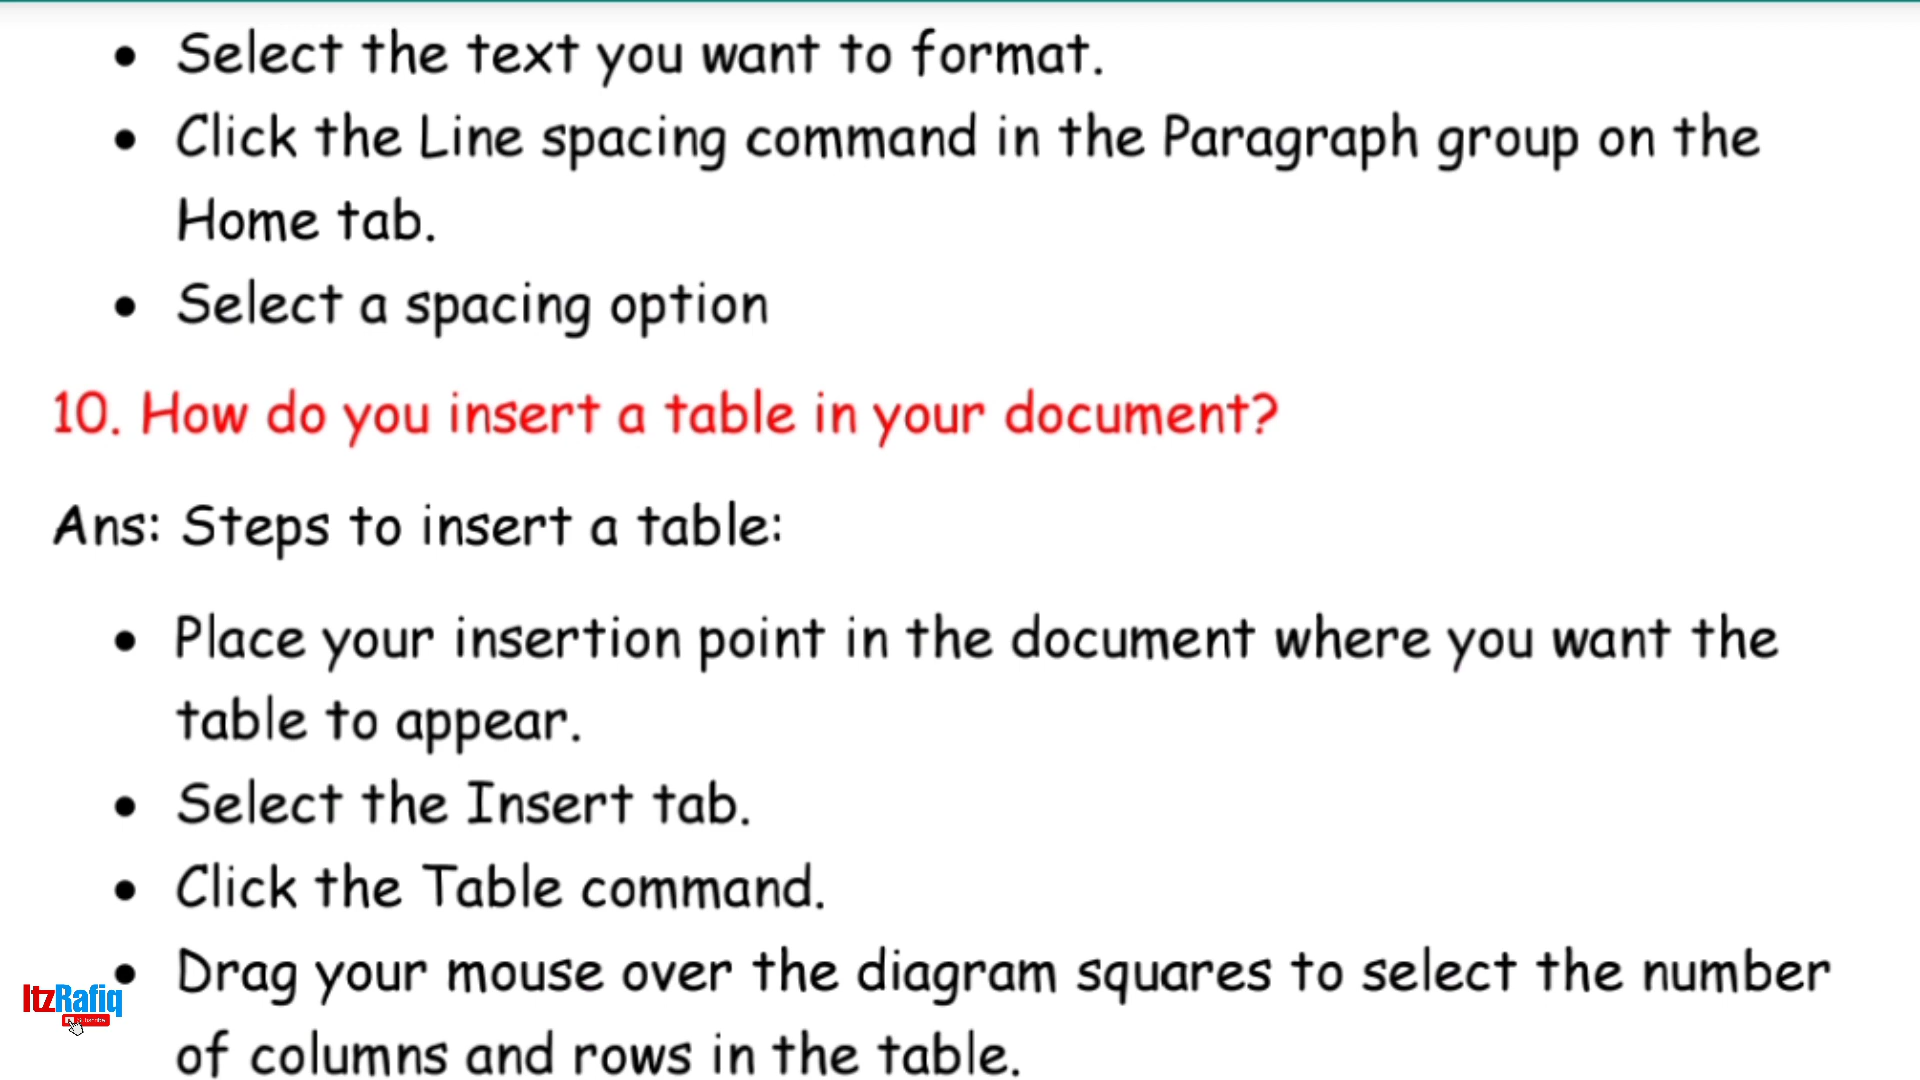 • Select the text you want to format.
• Click the Line spacing command in the Paragraph group on the
Home tab.
• Select a spacing option
10. How do you insert a table in your document?
Ans: Steps to insert a table:
• Place your insertion point in the document where you want the
table to appear.
• Select the Insert tab.
• Click the Table command.
• Drag your mouse over the diagram squares to select the number
of columns and rows in the table.
ItzRafiq